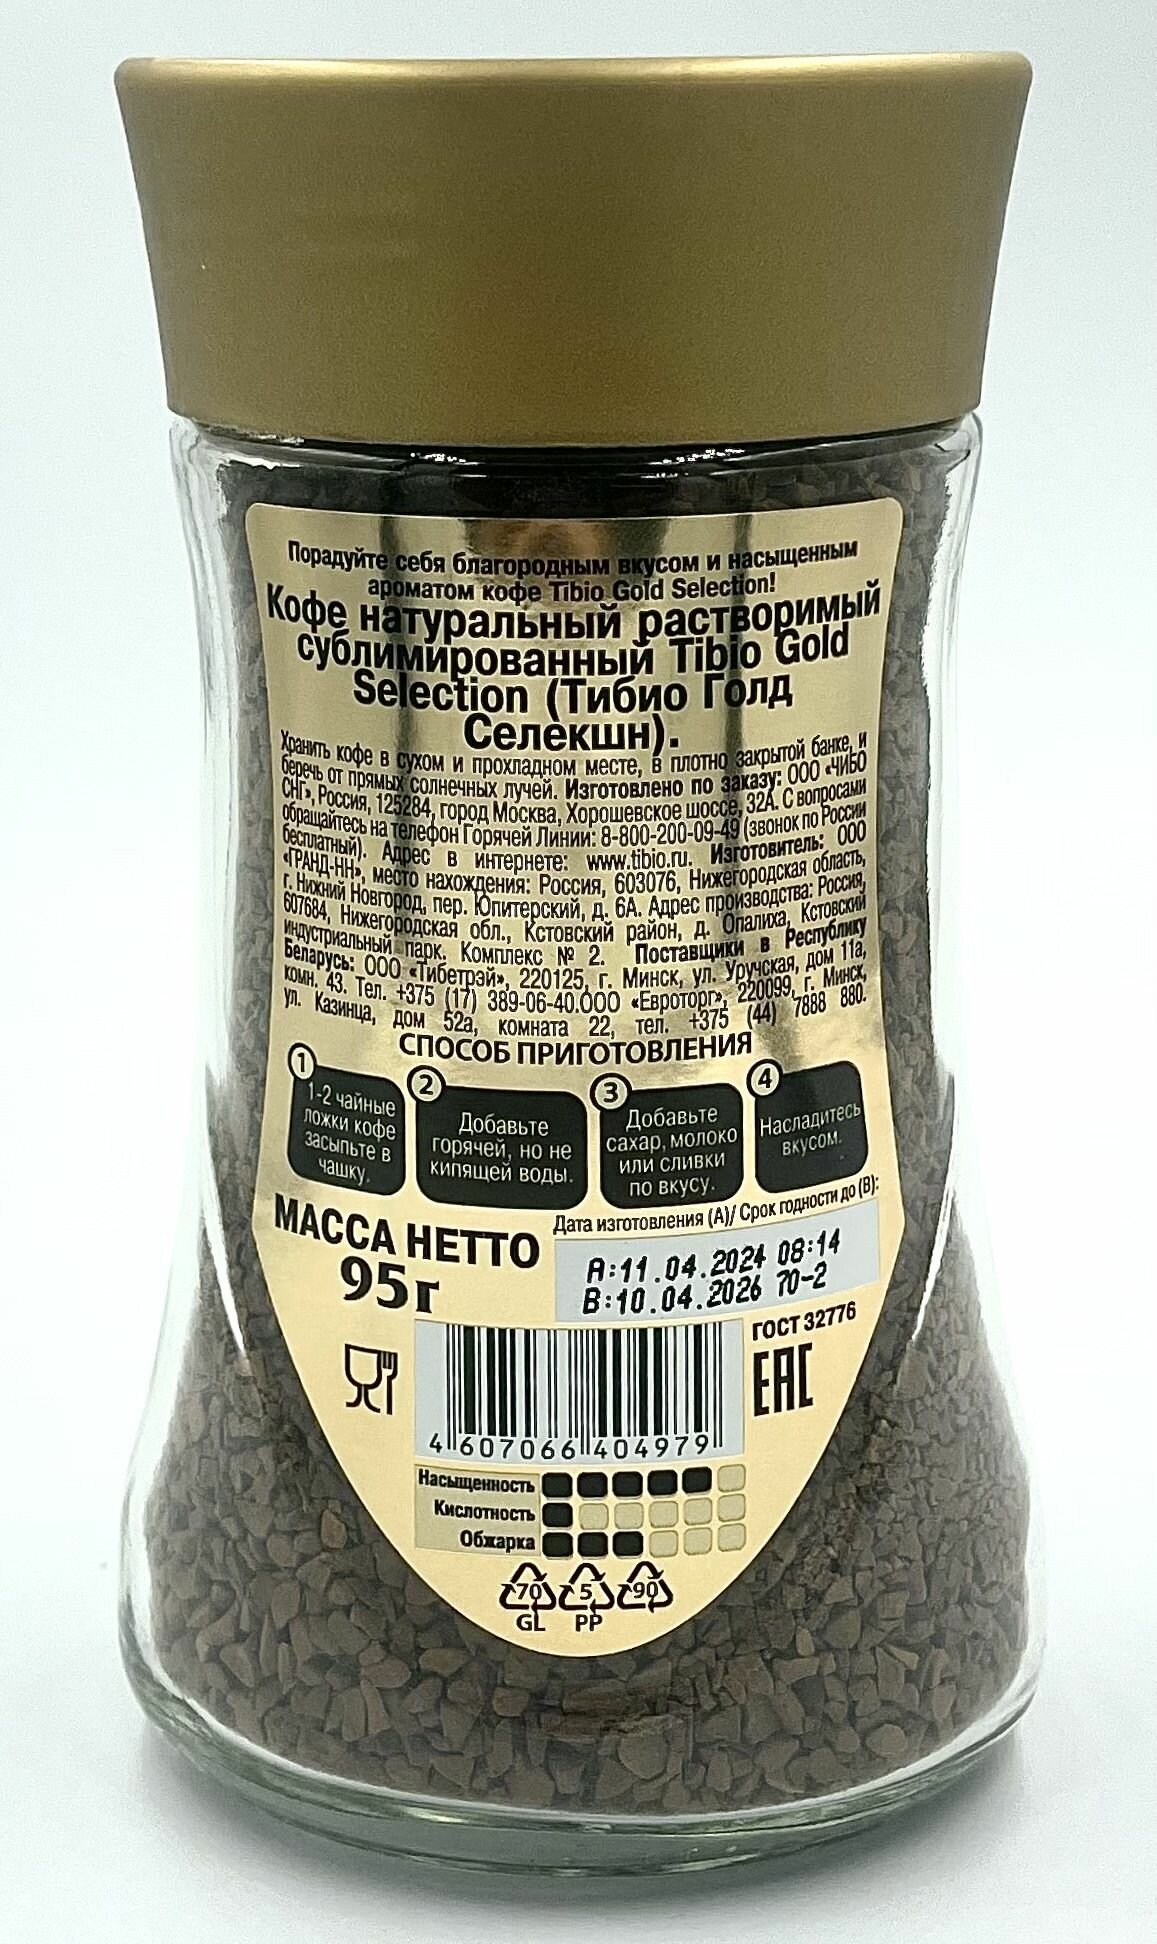 Порадуйте себя благородным вкусом и насыщенным
ароматом кофе Tibio Gold Selection!
Кофе натуральный растворимый
сублимированный Tibio Gold
Selection (Тибио Голд
Селекшн).
Хранить кофе в сухом и прохладном месте, в плотно закрытой банке, и
беречь от прямых солнечных лучей. Изготовлено по заказу: ООО «ЧИБО
СНГ», Россия, 125284, город Москва, Хорошевское шоссе, 32А. С вопросами
обращайтесь на телефон Горячей Линии: 8-800-200-09-49 (звонок по России
бесплатный). Адрес в интернете: www.tibio.ru. Изготовитель: ООО
«ГРАНД-НН», место нахождения: Россия, 603076, Нижегородская область,
г. Нижний Новгород, пер. Юпитерский, д. 6А. Адрес производства: Россия,
607684, Нижегородская обл., Кстовский район, д. Опалиха, Кстовский
индустриальный парк. Комплекс № 2. Поставщики в Республику
Беларусь: ООО «Тибетрэй», 220125, г. Минск, ул. Уручская, дом 11а,
комн. 43. Тел. +375 (17) 389-06-40.ООО «Евроторг», 220099, г. Минск,
ул. Казинца, дом 52а, комната 22, тел. +375 (44) 7888 880.
СПОСОБ ПРИГОТОВЛЕНИЯ
1
1-2 чайные
ложки кофе
засыпьте в
чашку.
2
Добавьте
горячей, но не
кипящей воды.
3
Добавьте
сахар, молоко
или сливки
по вкусу.
4
Насладитесь
вкусом.
МАССА НЕТТО
95г
Дата изготовления (А)/ Срок годности до (В):
A:11.04.2024 08:14
B:10.04.2026 70-2
ГОСТ 32776
EAC
4 607066 404979
Насыщенность
Кислотность
Обжарка
70 5 90
GL PP